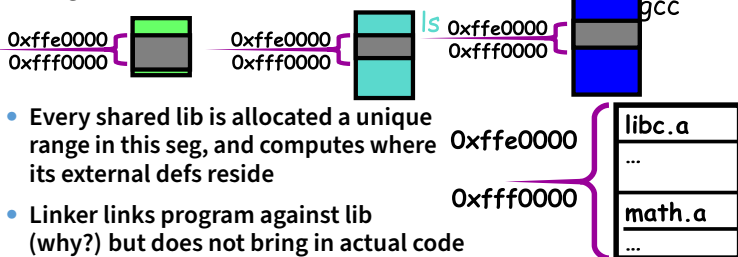 gcc
ls
0xffe0000
0xfff0000
0xffe0000
0xfff0000
0xffe0000
0xfff0000
• Every shared lib is allocated a unique
range in this seg, and computes where
its external defs reside
• Linker links program against lib
(why?) but does not bring in actual code
0xffe0000
0xfff0000
libc.a
...
math.a
...